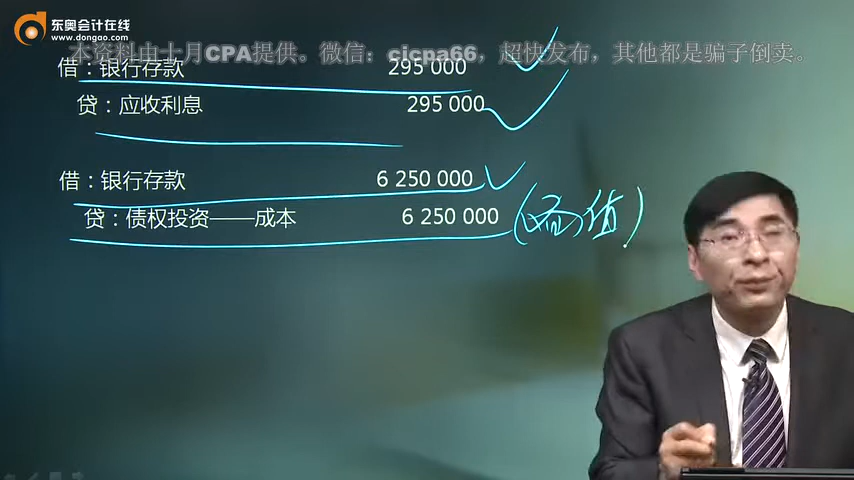 东奥会计在线
www.dongao.com
本资料由十月CPA提供。微信：cicpa66，超快发布，其他都是骗子倒卖。
借：银行存款 295 000
贷：应收利息 295 000
借：银行存款 6 250 000
贷：债权投资——成本 6 250 000 (面值)